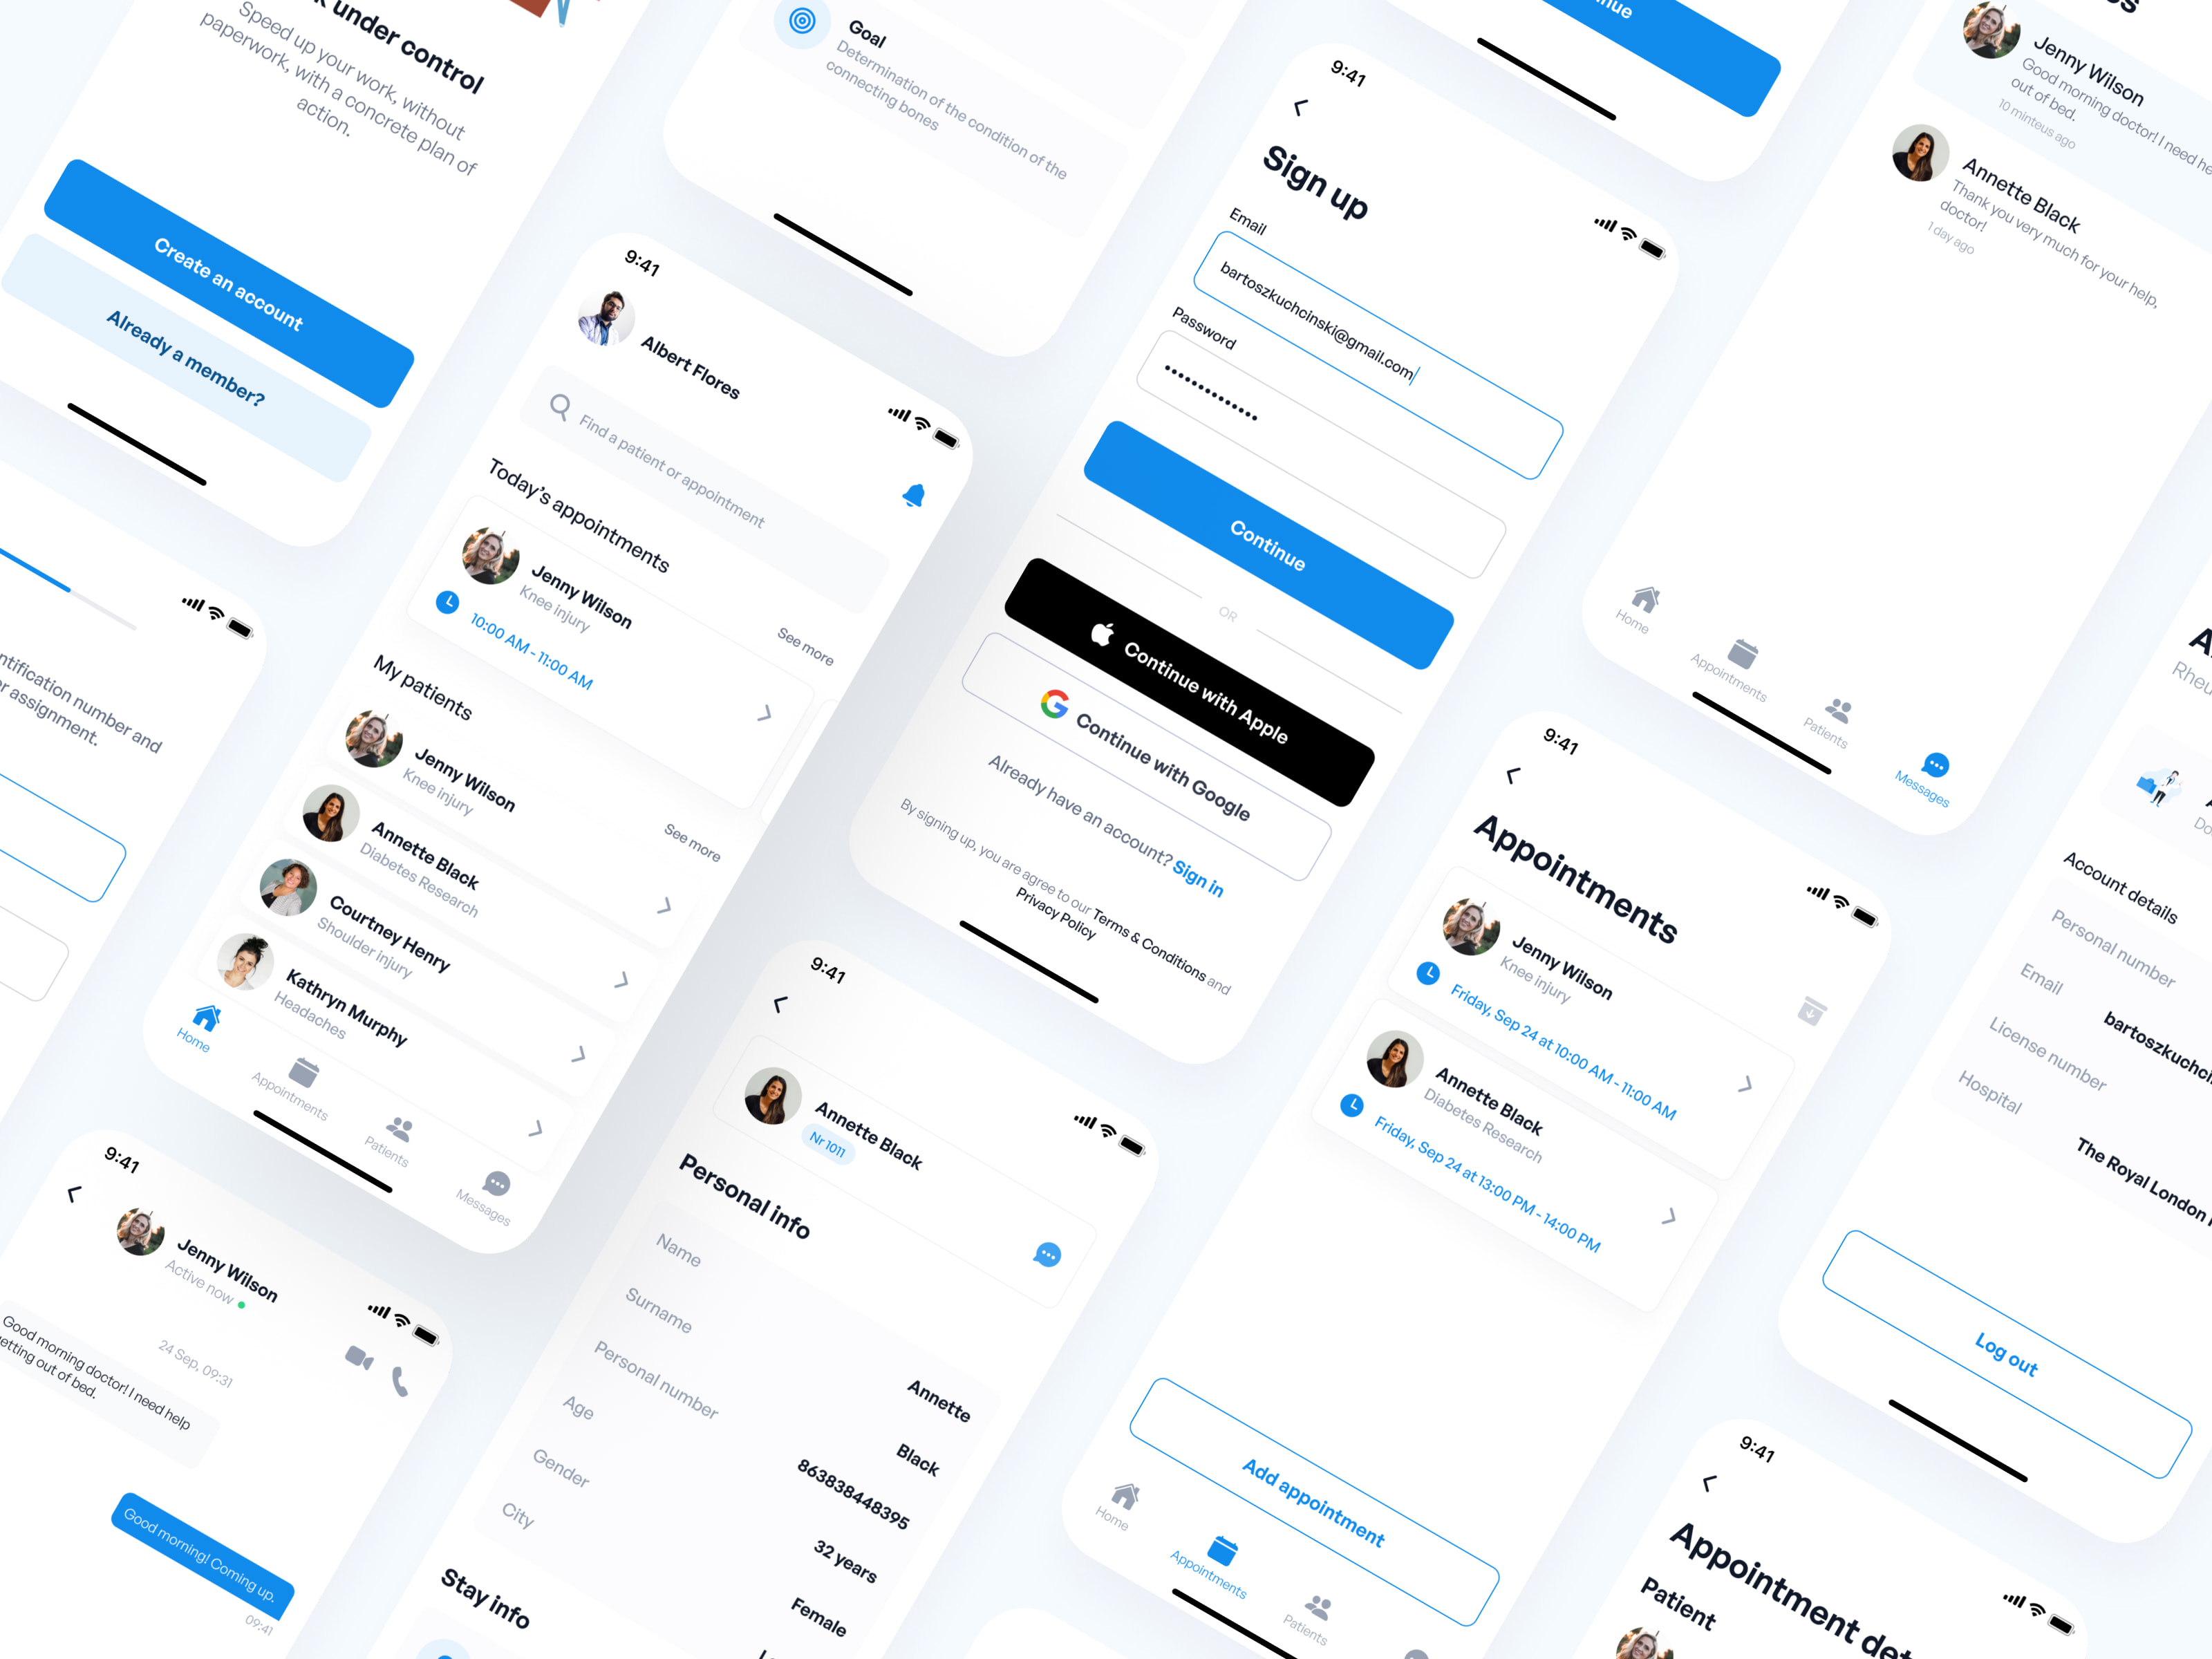 under control
Speed up your work, without
paperwork, with a concrete plan of
action.
Create an account
Already a member?
Goal
Determination of the condition of the
connecting bones
9:41
Albert Flores
Find a patient or appointment
Today's appointments
See more
Jenny Wilson
Knee injury
10:00 AM - 11:00 AM
My patients
See more
Jenny Wilson
Knee injury
Annette Black
Diabetes Research
Courtney Henry
Shoulder injury
Kathryn Murphy
Headaches
Home
Appointments
Patients
Messages
number and
assignment.
9:41
Jenny Wilson
Active now
24 Sep, 09:31
Good morning doctor! I need help
out of bed.
Good morning! Coming up.
09:41
9:41
Sign up
Email
bartoszkuchcinski@gmail.com
Password
Continue
OR
Continue with Apple
Continue with Google
Already have an account? Sign in
By signing up, you are agree to our Terms & Conditions and
Privacy Policy
9:41
Annette Black
Nr 1011
Personal info
Name
Annette
Surname
Black
Personal number
863838448395
Age
32 years
Gender
Female
City
Stay info
Jenny Wilson
Good morning doctor! I need
out of bed.
10 minteus ago
Annette Black
Thank you very much for your help,
doctor!
1 day ago
Home
Appointments
Patients
Messages
9:41
Appointments
Jenny Wilson
Knee injury
Friday, Sep 24 at 10:00 AM - 11:00 AM
Annette Black
Diabetes Research
Friday, Sep 24 at 13:00 PM - 14:00 PM
Add appointment
Home
Appointments
Patients
Account details
Personal number
Email
License number
Hospital
The Royal London
Log out
9:41
Appointment
Patient